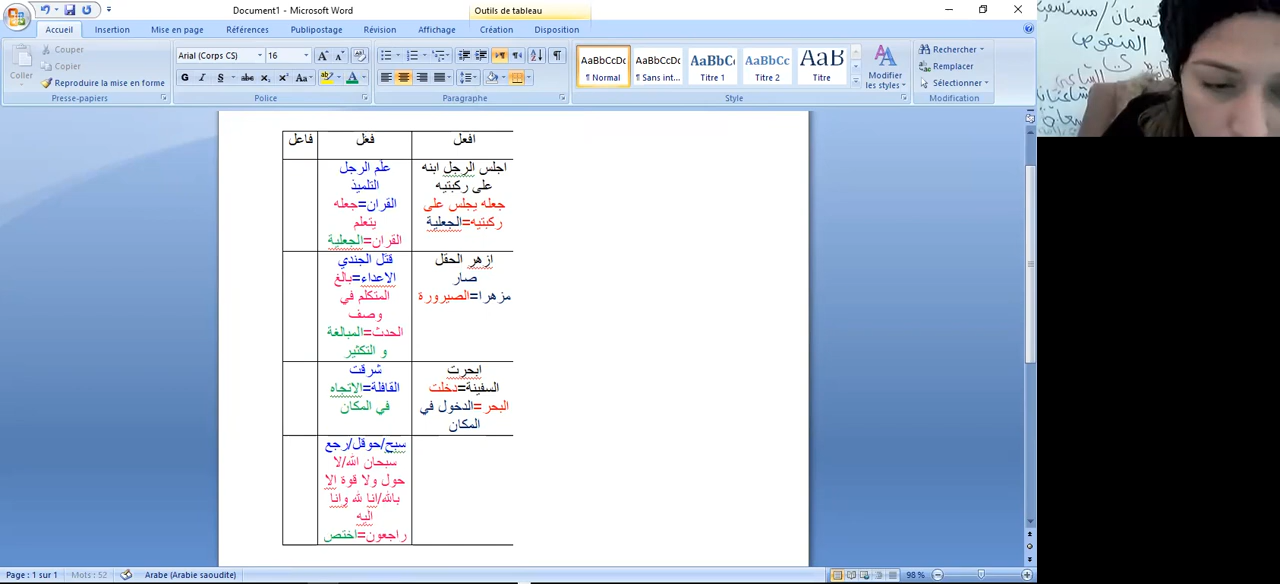 Document1 - Microsoft Word
Outils de tableau
Accueil
Insertion
Mise en page
Références
Publipostage
Révision
Affichage
Création
Disposition
Coller
Couper
Copier
Reproduire la mise en forme
Presse-papiers
Arial (Corps CS)
16
Police
Paragraphe
AaBbCcDc
¶ Normal
AaBbCcDc
¶ Sans int...
AaBbC
Titre 1
AaBbCc
Titre 2
AaB
Titre
Modifier
les styles
Style
Rechercher
Remplacer
Sélectionner
Modification
افعل
فعّل
فاعل
اجلس الرجل ابنه
على ركبتيه
جعله يجلس على
ركبتيه=الجعلية
علم الرجل
التلميذ
القران=جعله
يتعلم
القران=الجعلية
ازهر الحقل
صار
مزهرا=الصيرورة
قتّل الجندي
الاعداء=بالغ
المتكلم في
وصف
الحدث=المبالغة
و التكثير
ابحرت
السفينة=دخلت
البحر=الدخول في
المكان
شرقت
القافلة=الاتجاه
في المكان
سبح/حوقل/رجع
سبحان الله/لا
حول ولا قوة الا
بالله/انا لله وانا
اليه
راجعون=اختص
المنقوص
Page : 1 sur 1
Mots : 52
Arabe (Arabie saoudite)
98 %